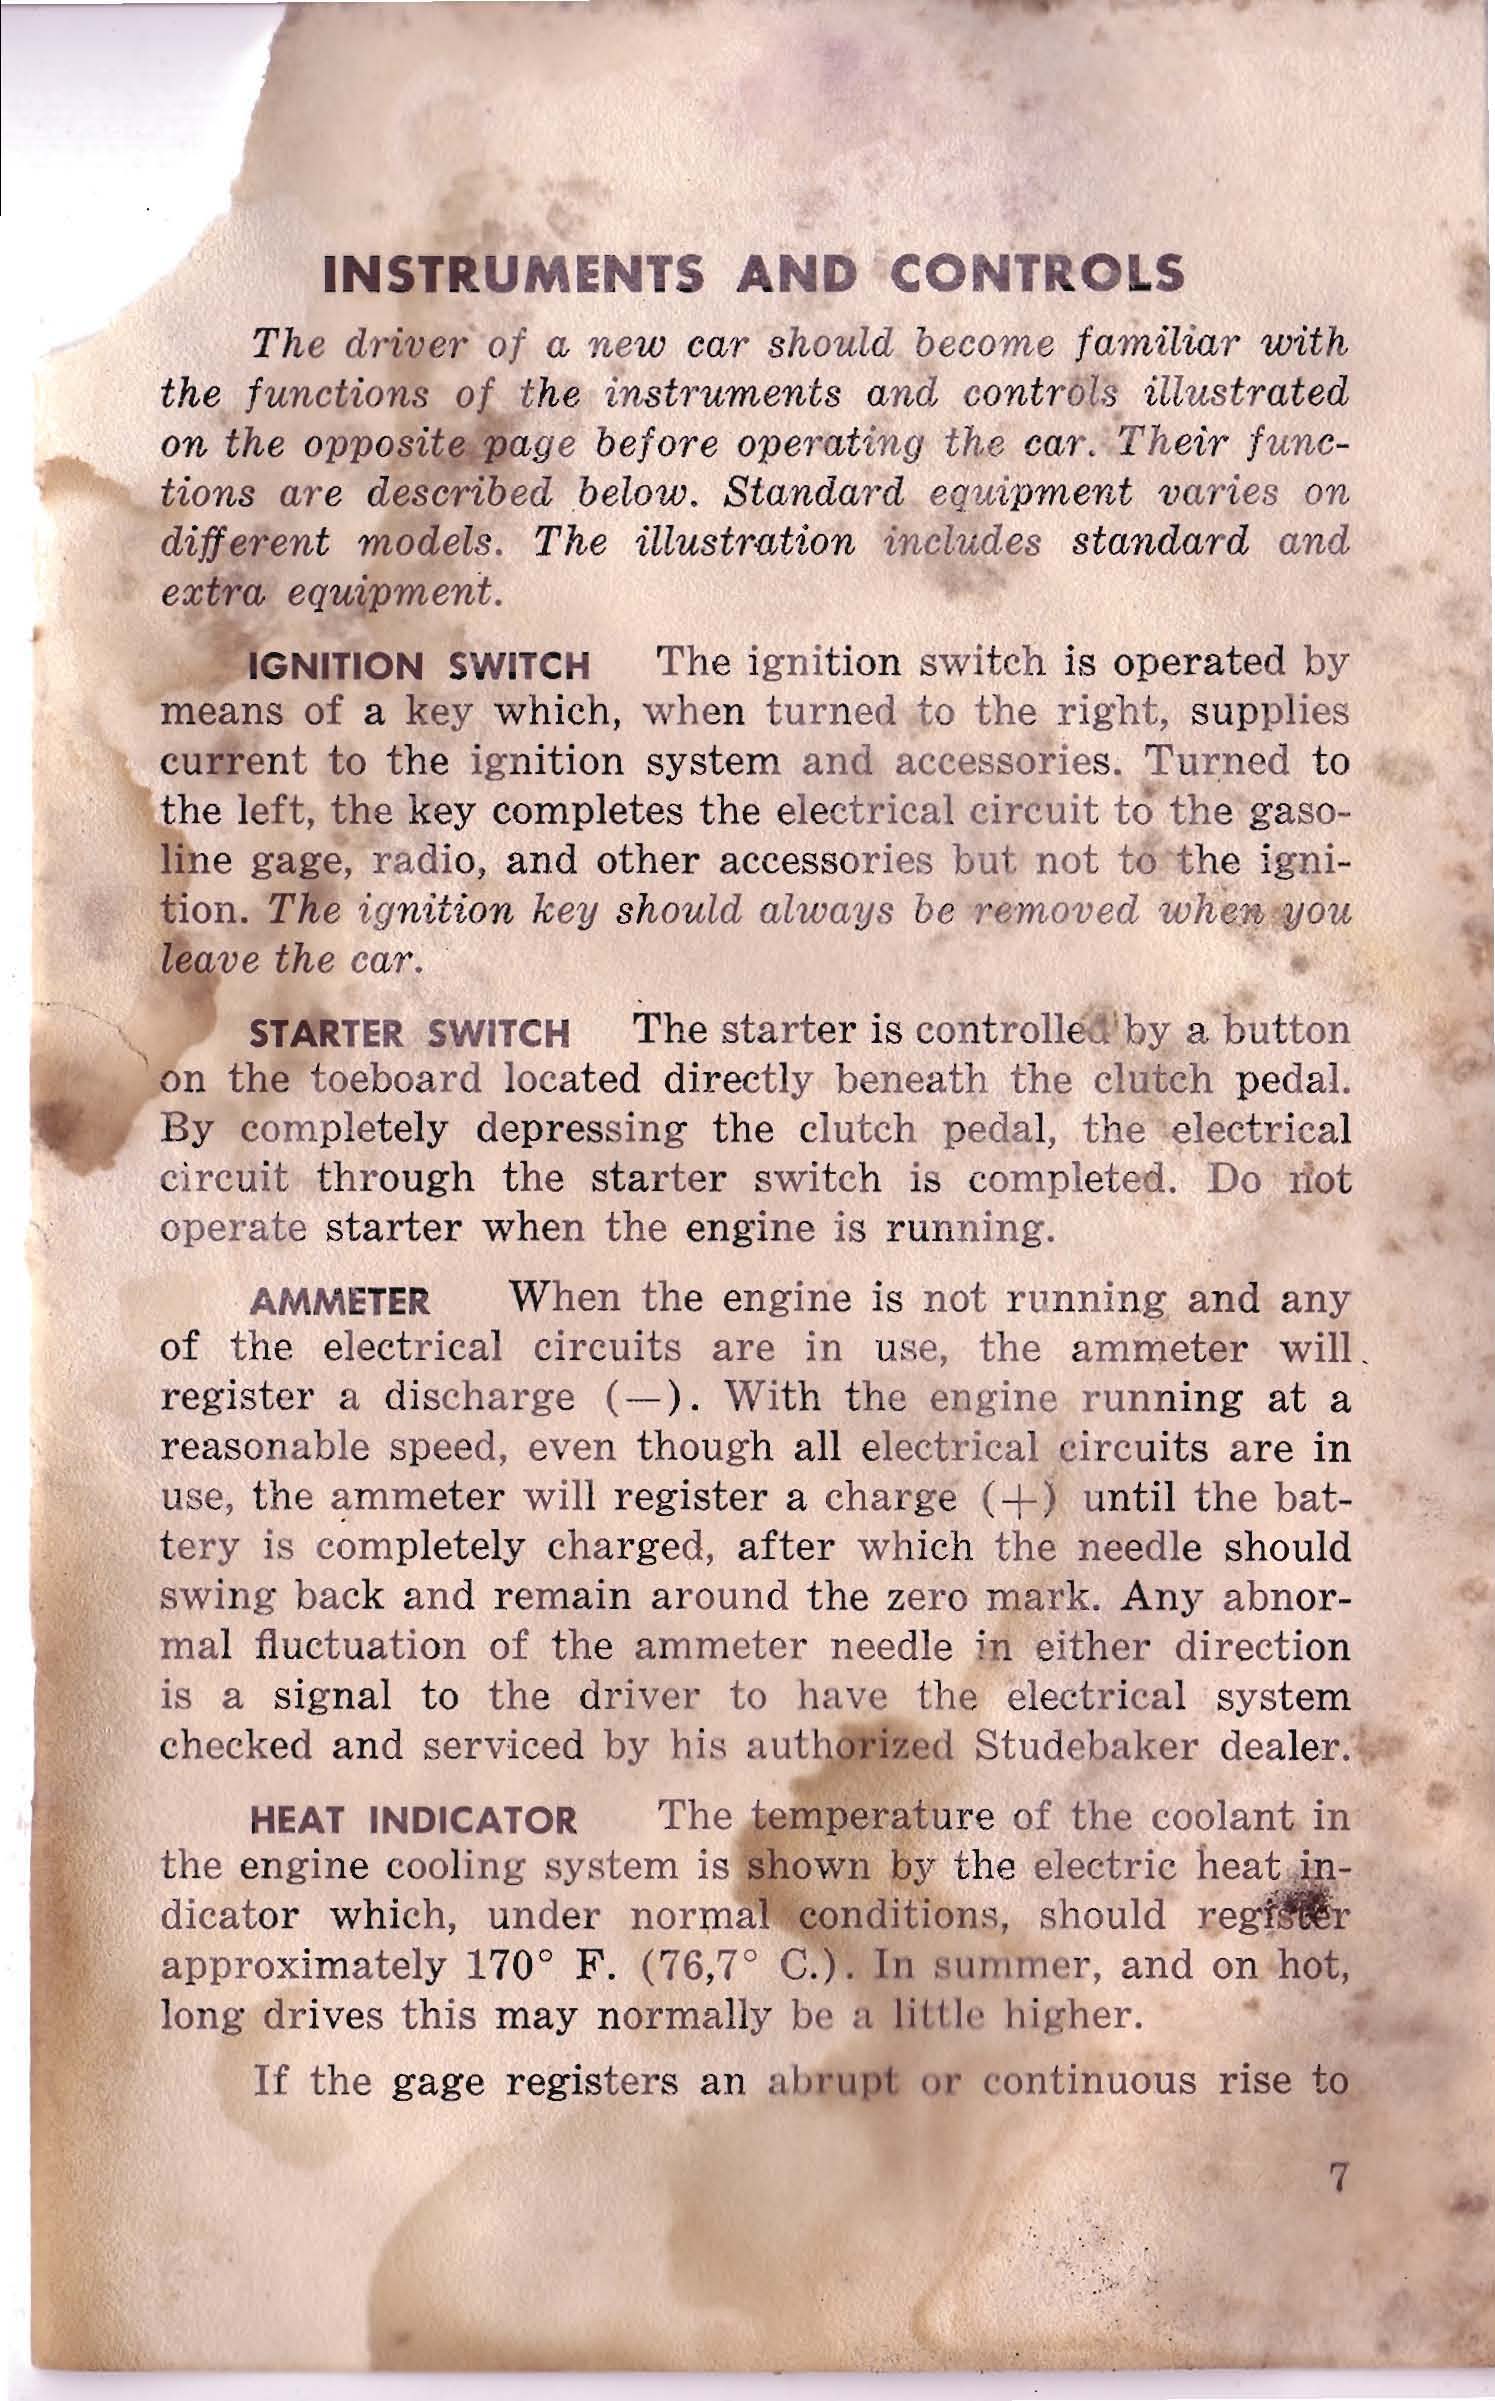 INSTRUMENTS AND CONTROLS
The driver of a new car should become familiar with
the functions of the instruments and controls illustrated
on the opposite page before operating the car. Their func-
tions are described below. Standard equipment varies on
different models. The illustration includes standard and
extra equipment.
IGNITION SWITCH The ignition switch is operated by
means of a key which, when turned to the right, supplies
current to the ignition system and accessories. Turned to
the left, the key completes the electrical circuit to the gaso-
line gage, radio, and other accessories but not to the igni-
tion. The ignition key should always be removed when you
leave the car.
STARTER SWITCH The starter is controlled by a button
on the toeboard located directly beneath the clutch pedal.
By completely depressing the clutch pedal, the electrical
circuit through the starter switch is completed. Do not
operate starter when the engine is running.
AMMETER When the engine is not running and any
of the electrical circuits are in use, the ammeter will
register a discharge (—). With the engine running at a
reasonable speed, even though all electrical circuits are in
use, the ammeter will register a charge (+) until the bat-
tery is completely charged, after which the needle should
swing back and remain around the zero mark. Any abnor-
mal fluctuation of the ammeter needle in either direction
is a signal to the driver to have the electrical system
checked and serviced by his authorized Studebaker dealer.
HEAT INDICATOR The temperature of the coolant in
the engine cooling system is shown by the electric heat in-
dicator which, under normal conditions, should register
approximately 170° F. (76,7° C.). In summer, and on hot,
long drives this may normally be a little higher.
If the gage registers an abrupt or continuous rise to
7